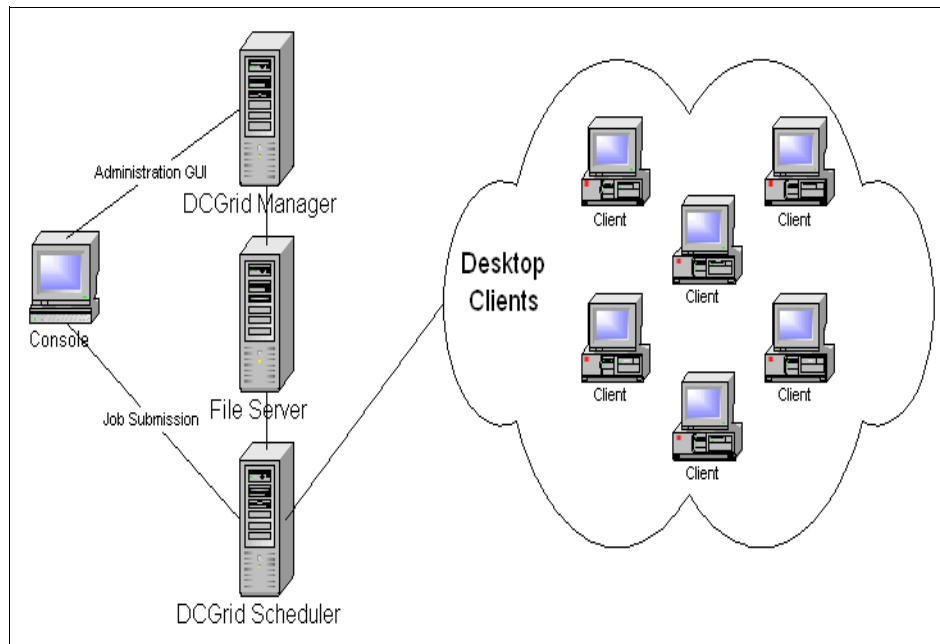 Administration GUI
DCGrid Manager
Console
File Server
Job Submission
DCGrid Scheduler
Desktop
Clients
Client
Client
Client
Client
Client
Client